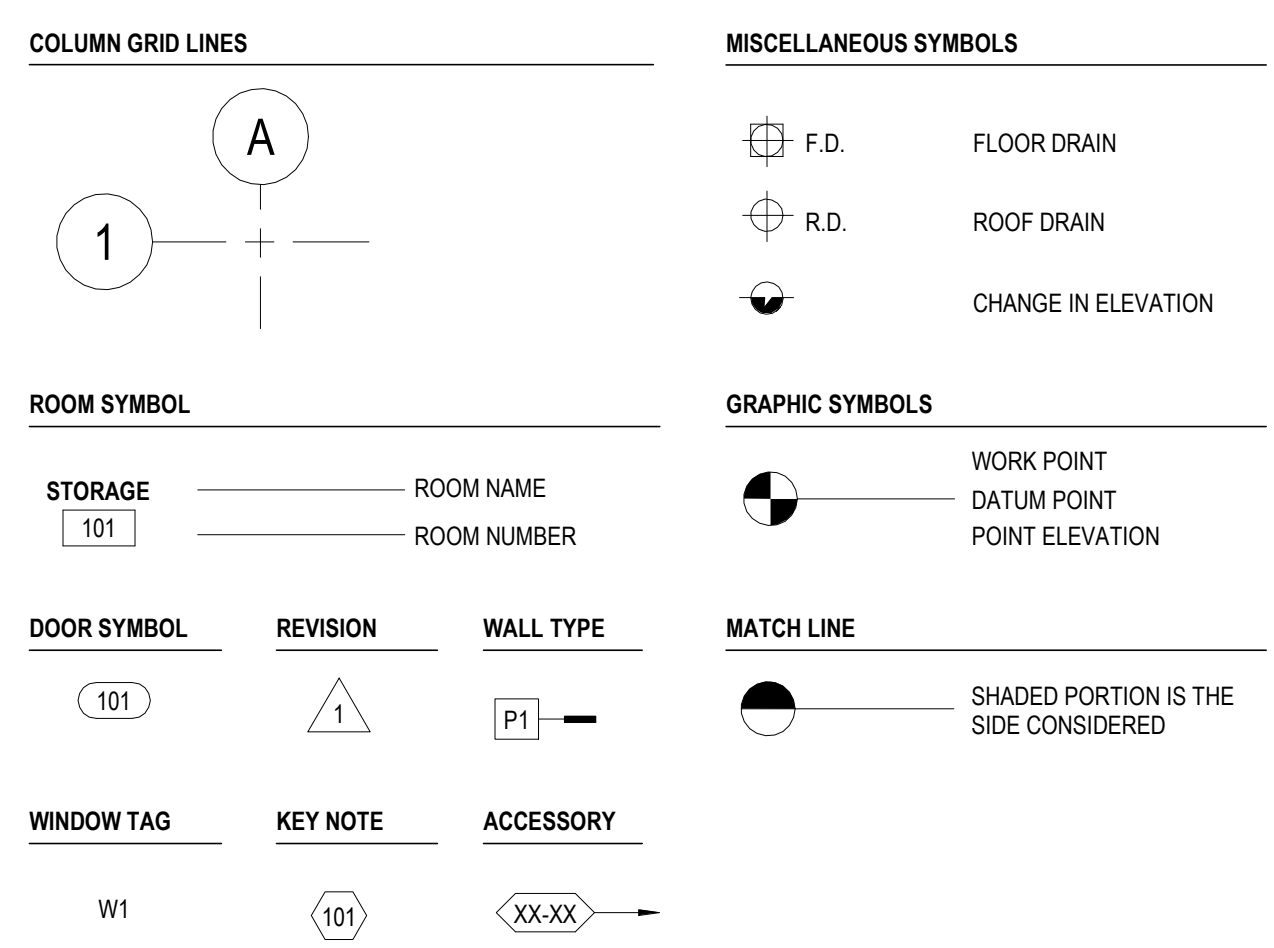 COLUMN GRID LINES
A
1
ROOM SYMBOL
STORAGE
ROOM NAME
101
ROOM NUMBER
DOOR SYMBOL
101
REVISION
1
WALL TYPE
P1
WINDOW TAG
W1
KEY NOTE
101
ACCESSORY
XX-XX
MISCELLANEOUS SYMBOLS
F.D. FLOOR DRAIN
R.D. ROOF DRAIN
CHANGE IN ELEVATION
GRAPHIC SYMBOLS
WORK POINT
DATUM POINT
POINT ELEVATION
MATCH LINE
SHADED PORTION IS THE
SIDE CONSIDERED